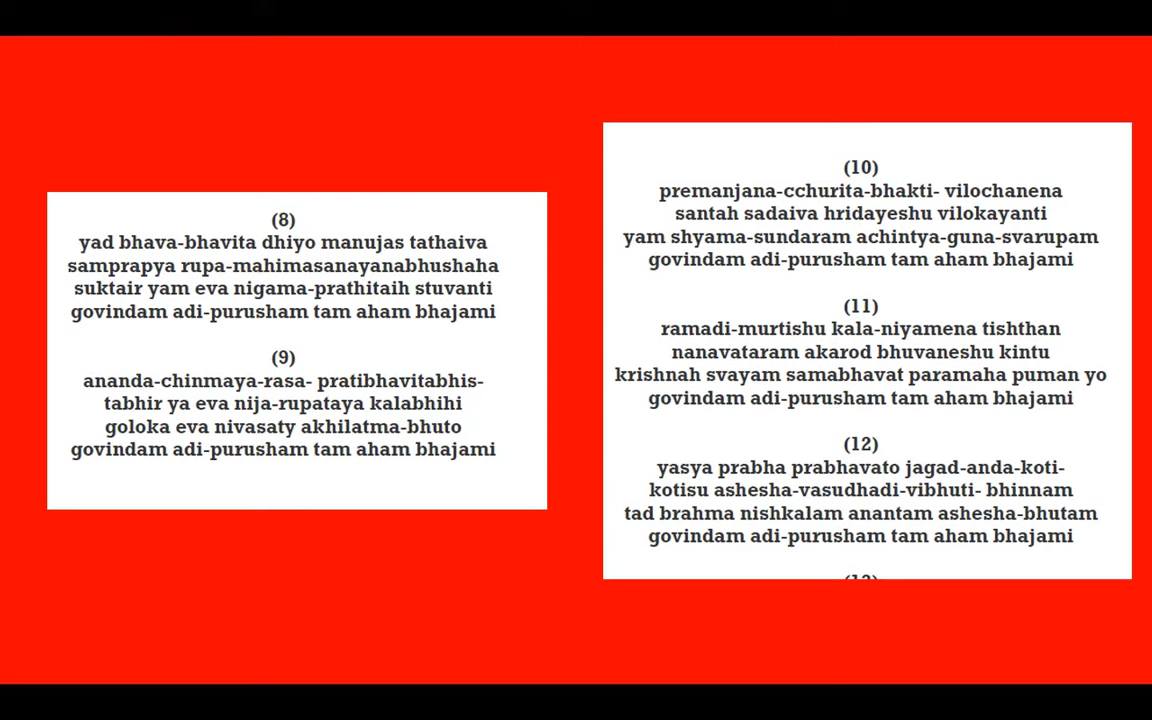 (8)
yad bhava-bhavita dhiyo manujas tathaiva
samprapya rupa-mahimasanayanabhushaha
suktair yam eva nigama-prathitaih stuvanti
govindam adi-purusham tam aham bhajami
(9)
ananda-chinmaya-rasa- pratibhavitabhis-
tabhir ya eva nija-rupataya kalabhihi
goloka eva nivasaty akhilatma-bhuto
govindam adi-purusham tam aham bhajami
(10)
premanjana-cchurita-bhakti- vilochanena
santah sadaiva hridayeshu vilokayanti
yam shyama-sundaram achintya-guna-svarupam
govindam adi-purusham tam aham bhajami
(11)
ramadi-murtishu kala-niyamena tishthan
nanavataram akarod bhuvaneshu kintu
krishnah svayam samabhavat paramaha puman yo
govindam adi-purusham tam aham bhajami
(12)
yasya prabha prabhavato jagad-anda-koti-
kotisu ashesha-vasudhadi-vibhuti- bhinnam
tad brahma nishkalam anantam ashesha-bhutam
govindam adi-purusham tam aham bhajami